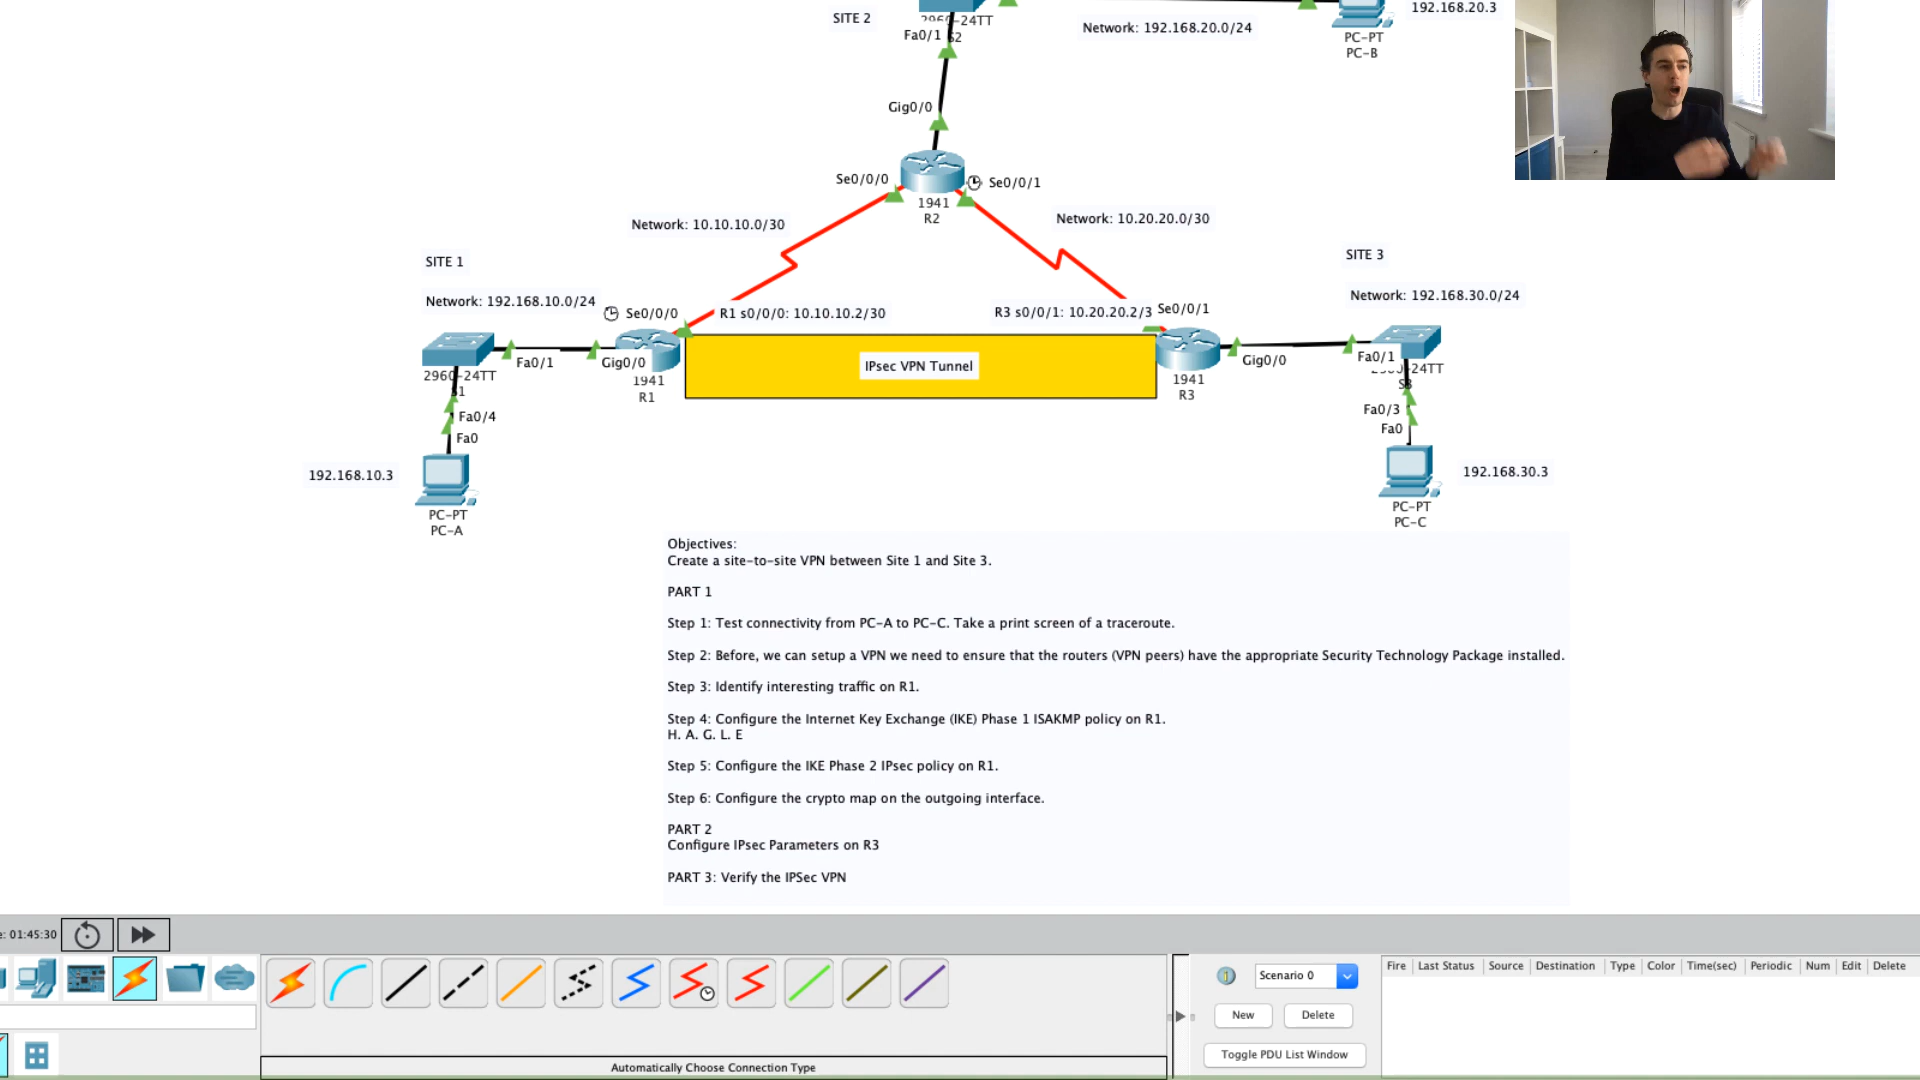 SITE 2
2960-24TT
S2
Fa0/1
Network: 192.168.20.0/24
192.168.20.3
PC-PT
PC-B
Gig0/0
Se0/0/0
Se0/0/1
1941
R2
Network: 10.10.10.0/30
Network: 10.20.20.0/30
SITE 1
SITE 3
Network: 192.168.10.0/24
Network: 192.168.30.0/24
Se0/0/0
R1 s0/0/0: 10.10.10.2/30
R3 s0/0/1: 10.20.20.2/3
Se0/0/1
Fa0/1
Gig0/0
IPsec VPN Tunnel
Gig0/0
Fa0/1
2960-24TT
S1
1941
R1
1941
R3
2960-24TT
S3
Fa0/4
Fa0
Fa0/3
Fa0
192.168.10.3
192.168.30.3
PC-PT
PC-A
PC-PT
PC-C
Objectives:
Create a site-to-site VPN between Site 1 and Site 3.
PART 1
Step 1: Test connectivity from PC-A to PC-C. Take a print screen of a traceroute.
Step 2: Before, we can setup a VPN we need to ensure that the routers (VPN peers) have the appropriate Security Technology Package installed.
Step 3: Identify interesting traffic on R1.
Step 4: Configure the Internet Key Exchange (IKE) Phase 1 ISAKMP policy on R1.
H. A. G. L. E
Step 5: Configure the IKE Phase 2 IPsec policy on R1.
Step 6: Configure the crypto map on the outgoing interface.
PART 2
Configure IPsec Parameters on R3
PART 3: Verify the IPSec VPN
e: 01:45:30
Scenario 0
New
Delete
Toggle PDU List Window
Fire Last Status Source Destination Type Color Time(sec) Periodic Num Edit Delete
Automatically Choose Connection Type